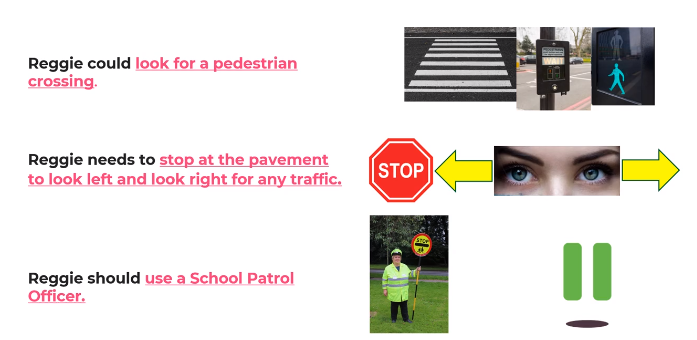 Reggie could look for a pedestrian
crossing.
WAIT
Reggie needs to stop at the pavement
to look left and look right for any traffic.
STOP
STOP
Reggie should use a School Patrol
Officer.